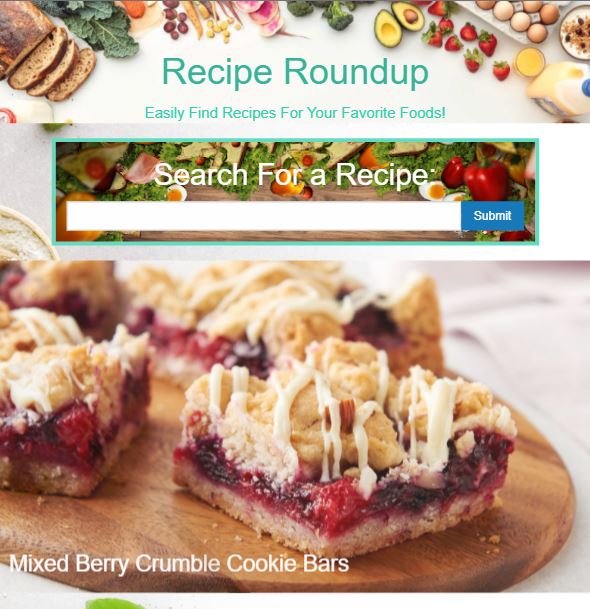 Recipe Roundup
Easily Find Recipes For Your Favorite Foods!
Search For a Recipe:
Submit
Mixed Berry Crumble Cookie Bars